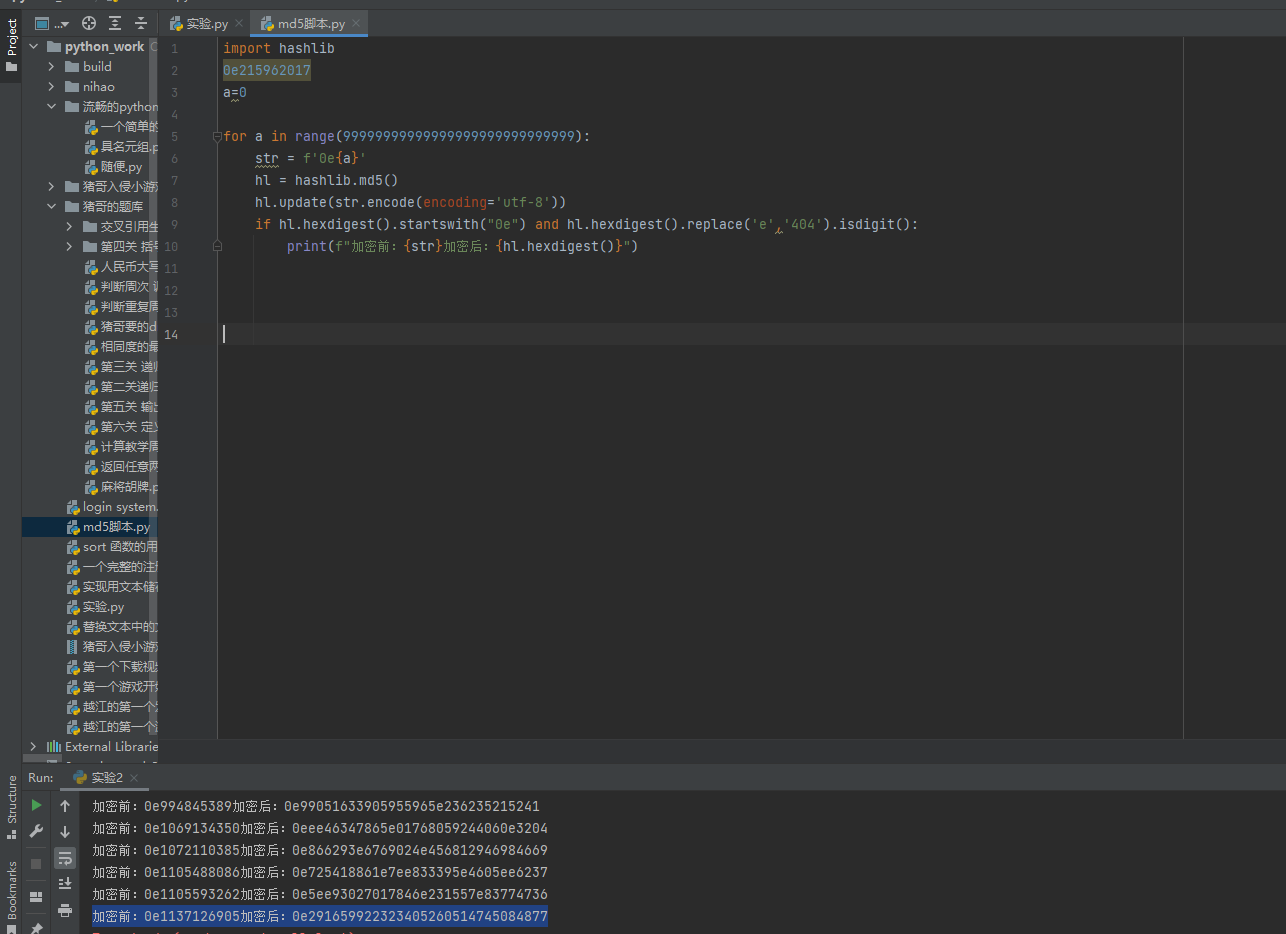 Project
...
实验.py
md5脚本.py
python_work
build
nihao
流畅的python
一个简单的
具名元组.p
随便.py
猪哥入侵小游
猪哥的题库
交叉引用生
第四关 括号
人民币大写
判断周次
判断重复周
猪哥要的d
相同度的最
第三关 递归
第二关递归
第五关 输出
第六关 定义
计算教学周
返回任意两
麻将胡牌.p
login system.
md5脚本.py
sort 函数的用
一个完整的注册
实现用文本储存
实验.py
替换文本中的
猪哥入侵小游戏
第一个下载视频
第一个游戏开始
越江的第一个
越江的第一个
External Librarie
1 import hashlib
2 0e215962017
3 a=0
4
5 for a in range(99999999999999999999999999999):
6 str = f'0e{a}'
7 hl = hashlib.md5()
8 hl.update(str.encode(encoding='utf-8'))
9 if hl.hexdigest().startswith("0e") and hl.hexdigest().replace('e','404').isdigit():
10 print(f"加密前：{str}加密后：{hl.hexdigest()}")
11
12
13
14
Run:
实验2
Structure
Bookmarks
加密前：0e994845389加密后：0e99051633905955965e236235215241
加密前：0e1069134350加密后：0eee46347865e01768059244060e3204
加密前：0e1072110385加密后：0e866293e6769024e456812946984669
加密前：0e1105488086加密后：0e725418861e7ee833395e4605ee6237
加密前：0e1105593262加密后：0e5ee93027017846e231557e83774736
加密前：0e1137126905加密后：0e291659922323405260514745084877